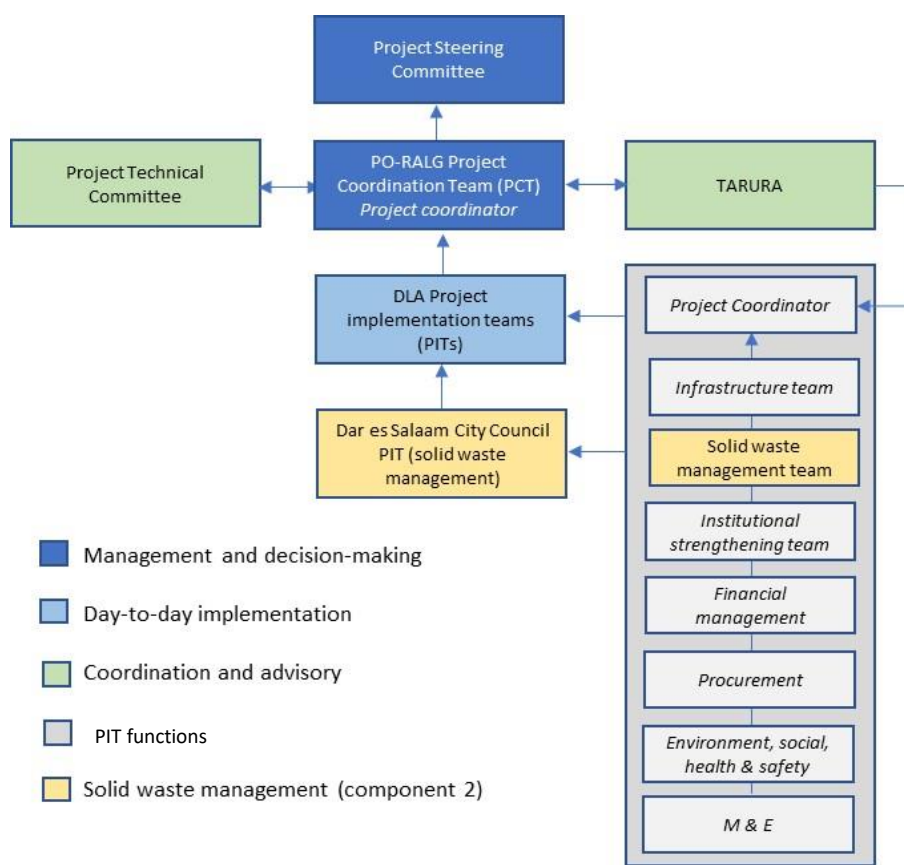 Project Steering
Committee
Project Technical
Committee
PO-RALG Project
Coordination Team (PCT)
Project coordinator
TARURA
DLA Project
implementation teams
(PITs)
Project Coordinator
Infrastructure team
Dar es Salaam City Council
PIT (solid waste
management)
Solid waste
management team
Institutional
strengthening team
Financial
management
Procurement
Environment, social,
health & safety
M & E
Management and decision-making
Day-to-day implementation
Coordination and advisory
PIT functions
Solid waste management (component 2)